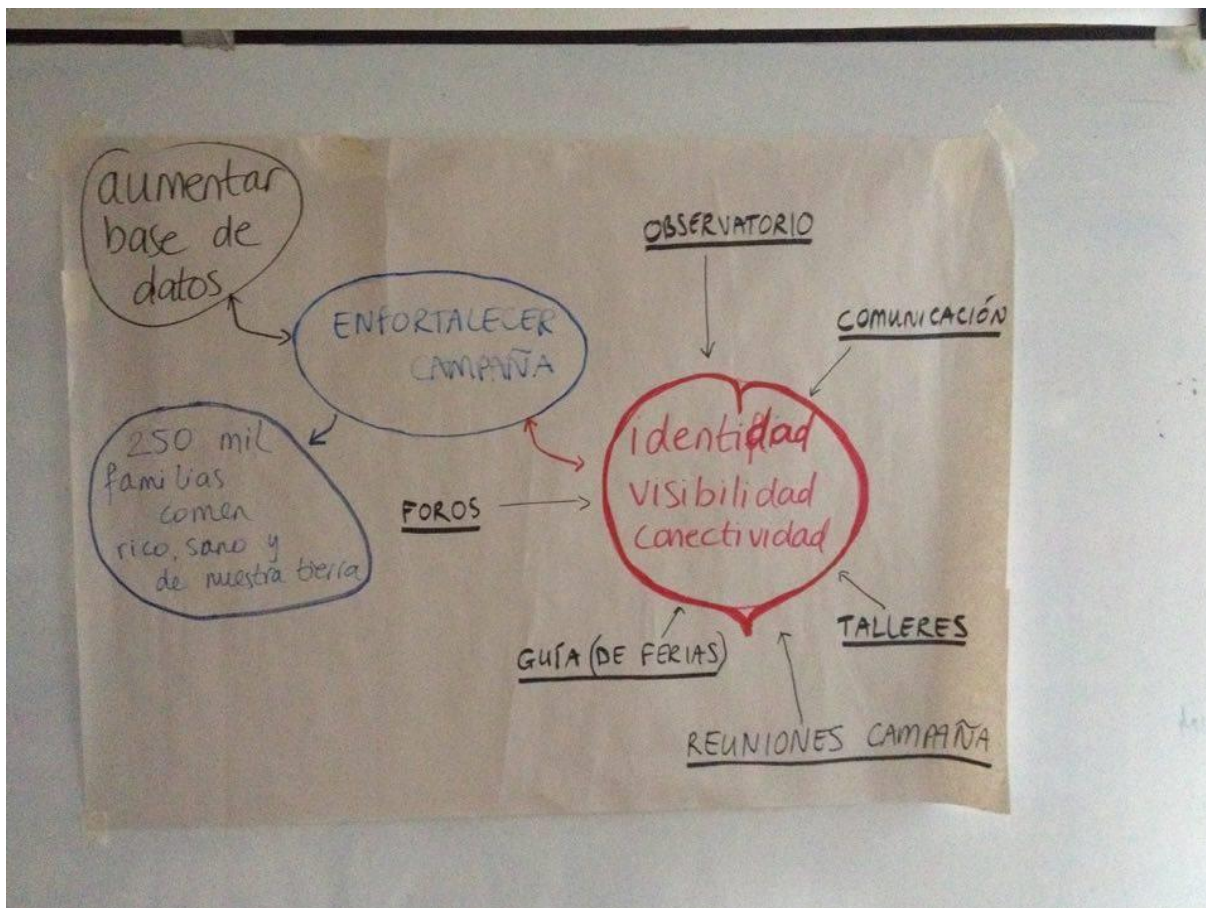 aumentar
base de
datos
ENFORTALECER
CAMPAÑA
250 mil
familias
comen
rico, sano y
de nuestra tierra
OBSERVATORIO
COMUNICACIÓN
identidad
visibilidad
conectividad
FOROS
TALLERES
GUÍA (DE FERIAS)
REUNIONES CAMPAÑA